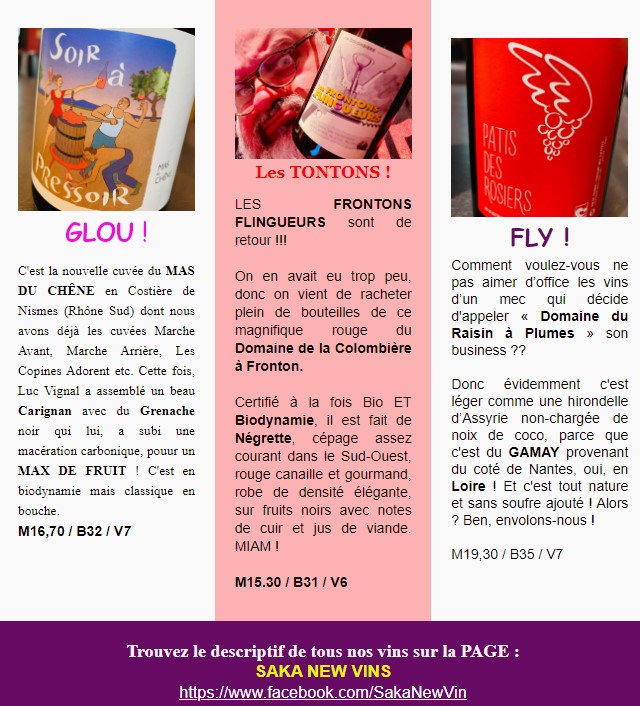 SOIR
à
PRESSOIR
MAS
DU CHÊNE
GLOU !
C'est la nouvelle cuvée du MAS
DU CHÊNE en Costière de
Nismes (Rhône Sud) dont nous
avons déjà les cuvées Marche
Avant, Marche Arrière, Les
Copines Adorent etc. Cette fois,
Luc Vignal a assemblé un beau
Carignan avec du Grenache
noir qui lui, a subi une
macération carbonique, pouur un
MAX DE FRUIT ! C'est en
biodynamie mais classique en
bouche.
M16,70 / B32 / V7
FRONTONS
FLINGUEURS
Les TONTONS !
LES FRONTONS
FLINGUEURS sont de
retour !!!
On en avait eu trop peu,
donc on vient de racheter
plein de bouteilles de ce
magnifique rouge du
Domaine de la Colombière
à Fronton.
Certifié à la fois Bio ET
Biodynamie, il est fait de
Négrette, cépage assez
courant dans le Sud-Ouest,
rouge canaille et gourmand,
robe de densité élégante,
sur fruits noirs avec notes
de cuir et jus de viande.
MIAM !
M15.30 / B31 / V6
PATIS
DES
ROSIERS
FLY !
Comment voulez-vous ne
pas aimer d’office les vins
d’un mec qui décide
d'appeler « Domaine du
Raisin à Plumes » son
business ??
Donc évidemment c'est
léger comme une hirondelle
d’Assyrie non-chargée de
noix de coco, parce que
c'est du GAMAY provenant
du coté de Nantes, oui, en
Loire ! Et c'est tout nature
et sans soufre ajouté ! Alors
? Ben, envolons-nous !
M19,30 / B35 / V7
Trouvez le descriptif de tous nos vins sur la PAGE :
SAKA NEW VINS
https://www.facebook.com/SakaNewVin